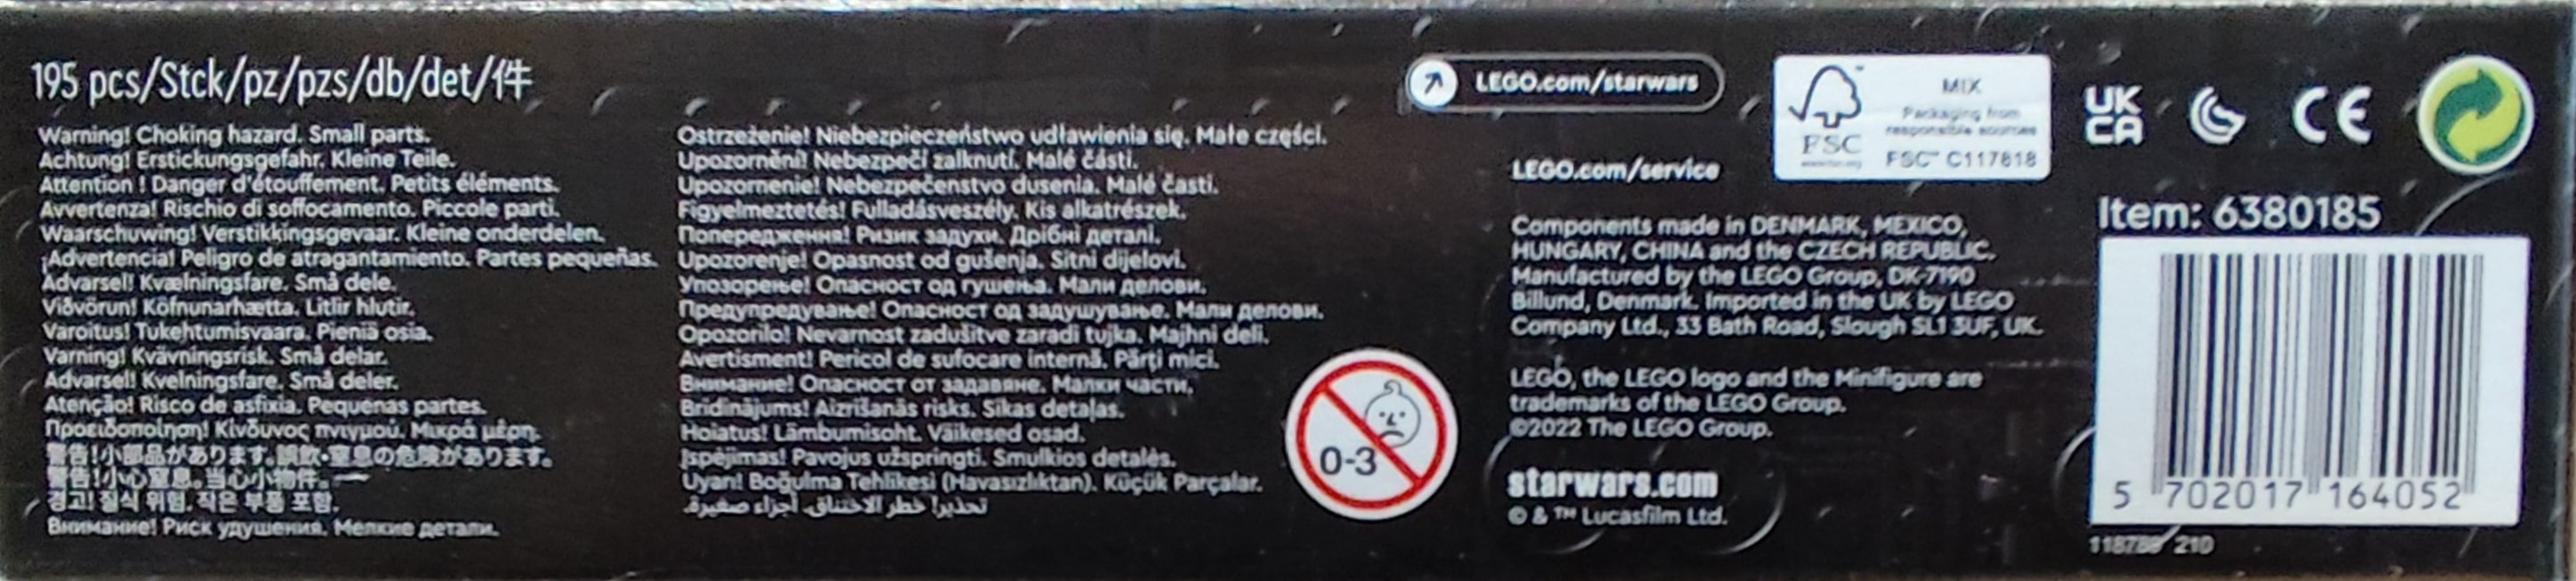 195 pcs/Stck/pz/pzs/db/det/件
Warning! Choking hazard. Small parts.
Achtung! Erstickungsgefahr. Kleine Teile.
Attention ! Danger d'étouffement. Petits éléments.
Avvertenza! Rischio di soffocamento. Piccole parti.
Waarschuwing! Verstikkingsgevaar. Kleine onderdelen.
¡Advertencia! Peligro de atragantamiento. Partes pequeñas.
Advarsel! Kvælningsfare. Små dele.
Viðvörun! Köfnunarhætta. Litlir hlutir.
Varoitus! Tukehtumisvaara. Pieniä osia.
Varning! Kvävningsrisk. Små delar.
Advarsel! Kvelningsfare. Små deler.
Atenção! Risco de asfixia. Pequenas partes.
Προειδοποίηση! Κίνδυνος πνιγμού. Μικρά μέρη.
警告!小部品があります。誤飲・窒息の危険があります。
警告!小心窒息。当心小物件。
경고! 질식 위험. 작은 부품 포함.
Внимание! Риск удушения. Мелкие детали.
Ostrzeżenie! Niebezpieczeństwo udławienia się. Małe części.
Upozornění! Nebezpečí zalknutí. Malé části.
Upozornenie! Nebezpečenstvo dusenia. Malé časti.
Figyelmeztetés! Fulladásveszély. Kis alkatrészek.
Попередження! Ризик задухи. Дрібні деталі.
Upozorenje! Opasnost od gušenja. Sitni dijelovi.
Упозорење! Опасност од гушења. Мали делови.
Предупредување! Опасност од задушување. Мали делови.
Opozorilo! Nevarnost zadušitve zaradi tujka. Majhni deli.
Avertisment! Pericol de sufocare internă. Părți mici.
Внимание! Опасност от задавяне. Малки части.
Brīdinājums! Aizrīšanās risks. Sīkas detaļas.
Hoiatus! Lämbumisoht. Väikesed osad.
Įspėjimas! Pavojus užspringti. Smulkios detalės.
Uyarı! Boğulma Tehlikesi (Havasızlıktan). Küçük Parçalar.
تحذير! خطر الاختناق. أجزاء صغيرة.
0-3
LEGO.com/starwars
LEGO.com/service
Components made in DENMARK, MEXICO,
HUNGARY, CHINA and the CZECH REPUBLIC.
Manufactured by the LEGO Group, DK-7190
Billund, Denmark. Imported in the UK by LEGO
Company Ltd., 33 Bath Road, Slough SL1 3UF, UK.
LEGO, the LEGO logo and the Minifigure are
trademarks of the LEGO Group.
©2022 The LEGO Group.
starwars.com
© & ™ Lucasfilm Ltd.
FSC
MIX
Packaging from
responsible sources
FSC™ C117818
UK
CA
CE
Item: 6380185
5 702017 164052
210